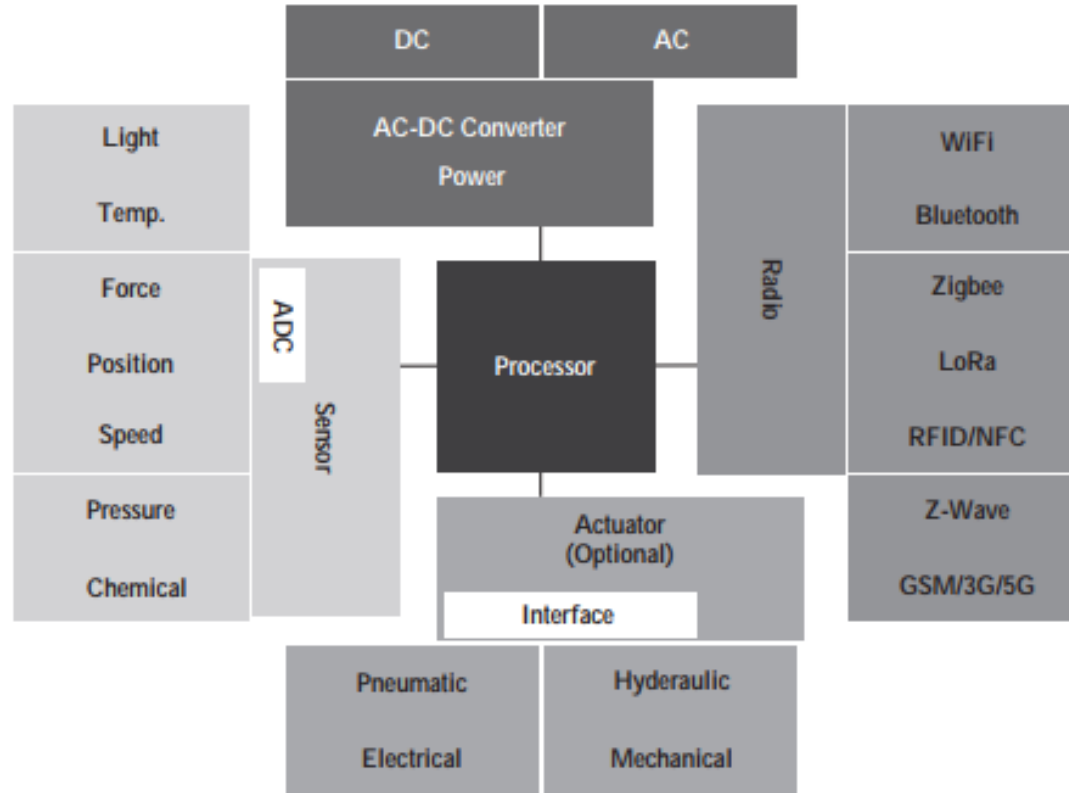 DC
AC
AC-DC Converter
Power
Light
Temp.
Force
Position
Speed
Pressure
Chemical
ADC
Sensor
Processor
Radio
WiFi
Bluetooth
Zigbee
LoRa
RFID/NFC
Z-Wave
GSM/3G/5G
Actuator
(Optional)
Interface
Pneumatic
Hyderaulic
Electrical
Mechanical